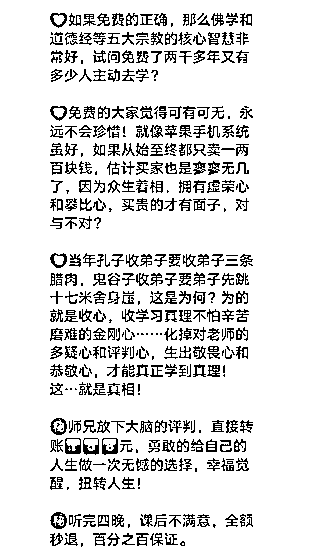 如果免费的正确，那么佛学和
道德经等五大宗教的核心智慧非
常好，试问免费了两千多年又有
多少人主动去学？
免费的大家觉得可有可无，永
远不会珍惜！就像苹果手机系统
虽好，如果从始至终都只卖一两
百块钱，估计买家也是寥寥无几
了，因为众生着相，拥有虚荣心
和攀比心，买贵的才有面子，对
与不对？
当年孔子收弟子要收弟子三条
腊肉，鬼谷子收弟子要弟子先跳
十七米舍身崖，这是为何？为的
就是收心，收学习真理不怕辛苦
磨难的金刚心……化掉对老师的
多疑心和评判心，生出敬畏心和
恭敬心，才能真正学到真理！
这…就是真相！
师兄放下大脑的评判，直接转
账元，勇敢的给自己的
人生做一次无憾的选择，幸福觉
醒，扭转人生！
听完四晚，课后不满意，全额
秒退，百分之百保证。